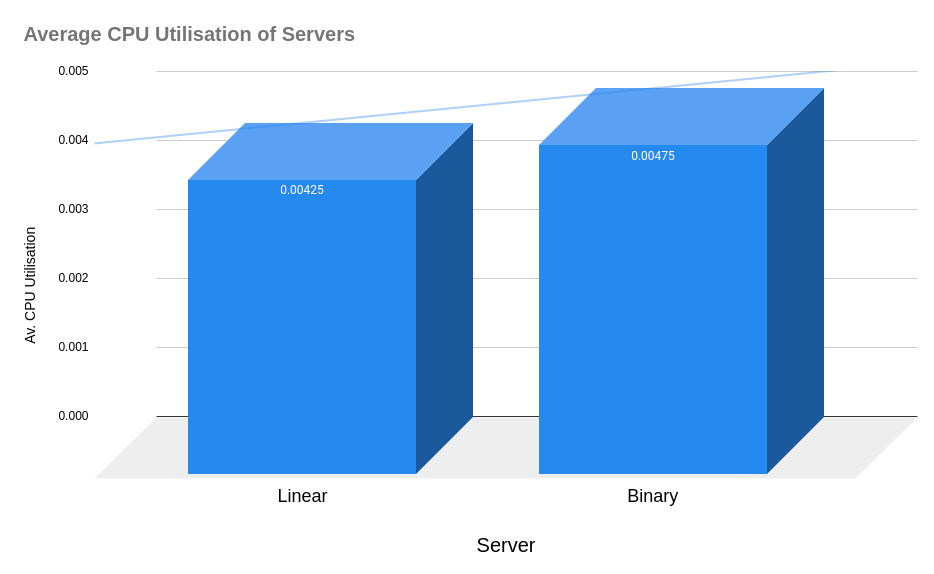 Average CPU Utilisation of Servers
0.005
0.004
0.003
0.002
0.001
0.000
Av. CPU Utilisation
0.00425
0.00475
Linear
Binary
Server